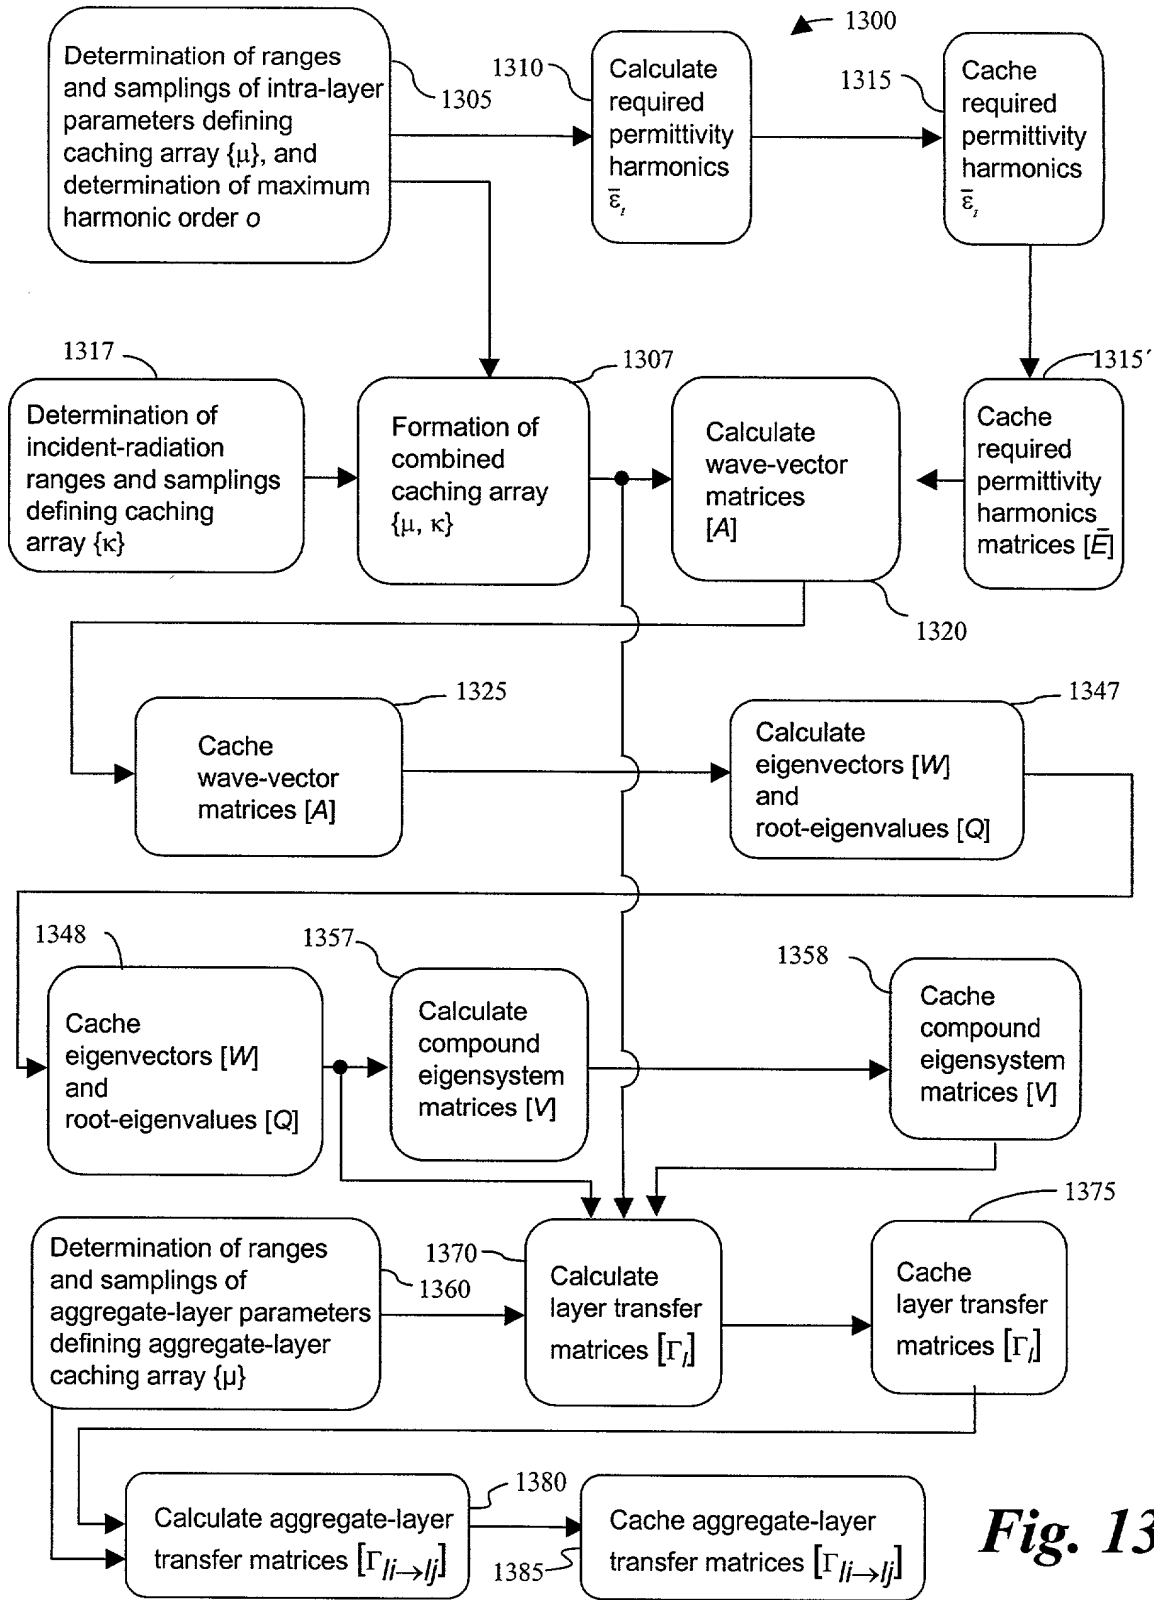 1300
Determination of ranges
and samplings of intra-layer
parameters defining
caching array {μ}, and
determination of maximum
harmonic order o
1305
1310
Calculate
required
permittivity
harmonics
ε̅ᵢ
1315
Cache
required
permittivity
harmonics
ε̅ᵢ
1317
Determination of
incident-radiation
ranges and samplings
defining caching
array {κ}
1307
Formation of
combined
caching array
{μ, κ}
Calculate
wave-vector
matrices
[A]
1320
1315′
Cache
required
permittivity
harmonics
matrices [E̅]
1325
Cache
wave-vector
matrices [A]
1347
Calculate
eigenvectors [W]
and
root-eigenvalues [Q]
1348
Cache
eigenvectors [W]
and
root-eigenvalues [Q]
1357
Calculate
compound
eigensystem
matrices [V]
1358
Cache
compound
eigensystem
matrices [V]
Determination of ranges
and samplings of
aggregate-layer parameters
defining aggregate-layer
caching array {μ}
1360
1370
Calculate
layer transfer
matrices [Γl]
1375
Cache
layer transfer
matrices [Γl]
1380
Calculate aggregate-layer
transfer matrices [Γli→lj]
1385
Cache aggregate-layer
transfer matrices [Γli→lj]
Fig. 13